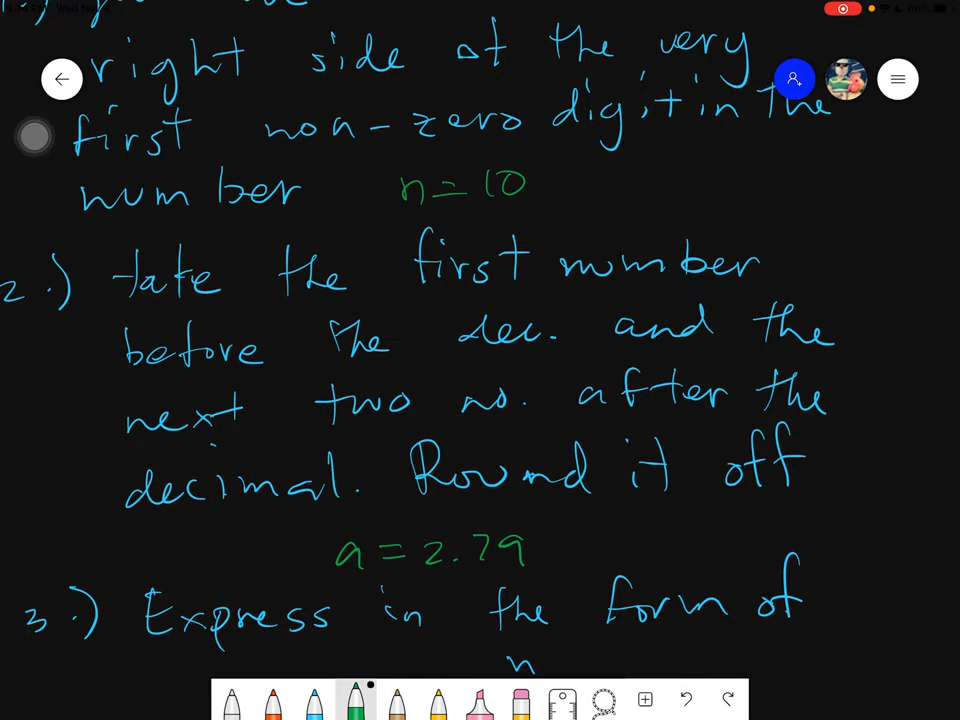 right side of the very
first non-zero digit in the
number n=10
2.) take the first number
before the dec. and the
next two no. after the
decimal. Round it off
a = 2.79
3.) Express in the form of
n